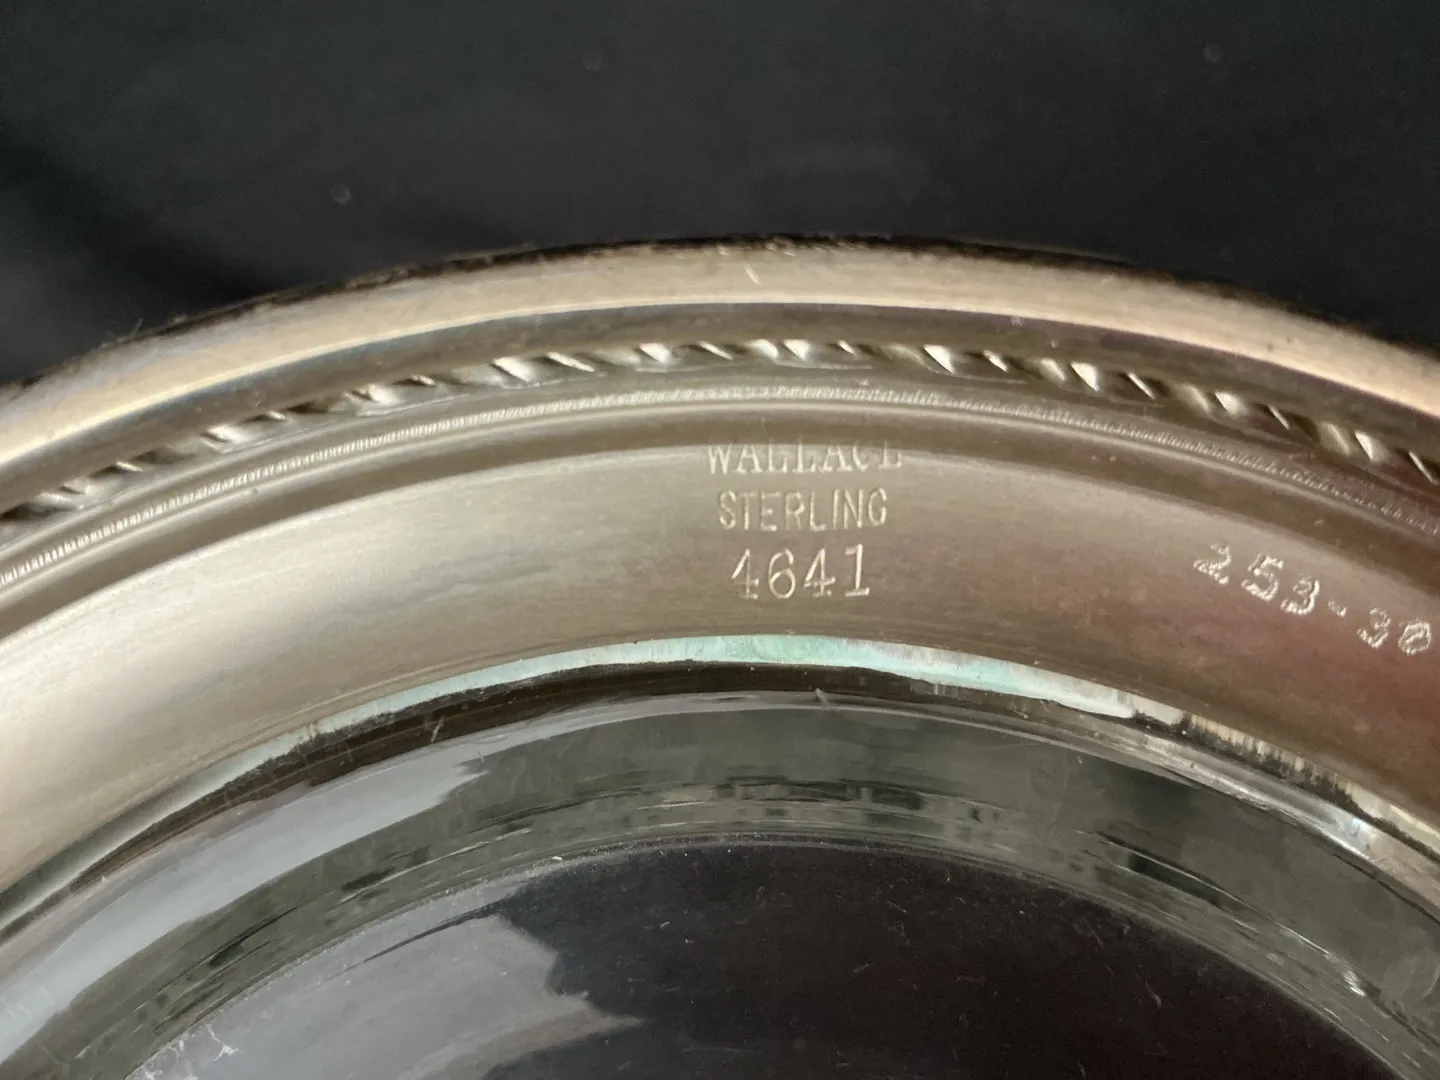 WALLACE
STERLING
4641
253-30